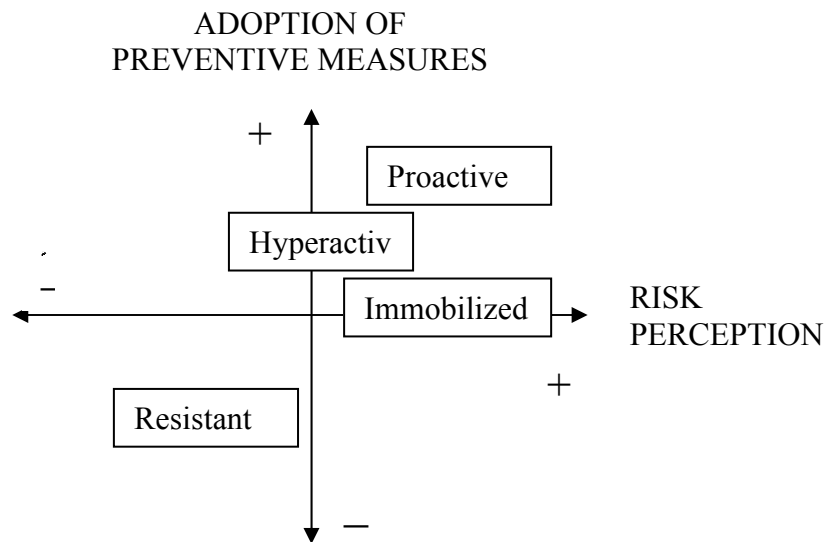 ADOPTION OF
PREVENTIVE MEASURES
+
Proactive
Hyperactiv
–
Immobilized
RISK
PERCEPTION
+
Resistant
–